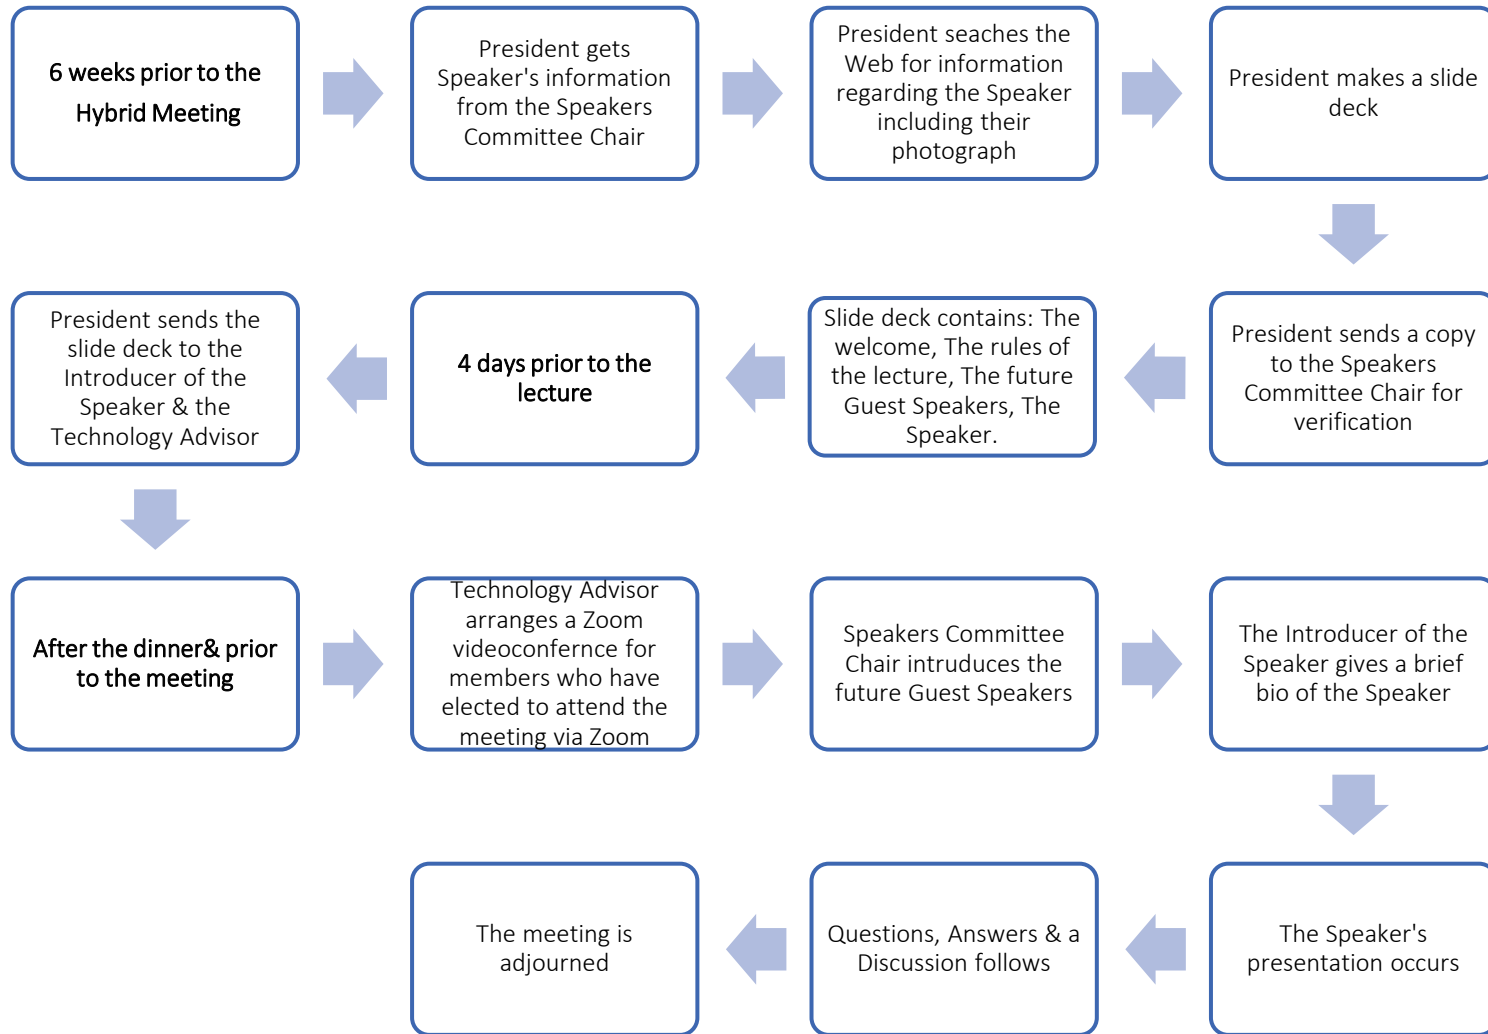 6 weeks prior to the
Hybrid Meeting
President gets
Speaker's information
from the Speakers
Committee Chair
President seaches the
Web for information
regarding the Speaker
including their
photograph
President makes a slide
deck
President sends a copy
to the Speakers
Committee Chair for
verification
Slide deck contains: The
welcome, The rules of
the lecture, The future
Guest Speakers, The
Speaker.
4 days prior to the
lecture
President sends the
slide deck to the
Introducer of the
Speaker & the
Technology Advisor
After the dinner& prior
to the meeting
Technology Advisor
arranges a Zoom
videoconfernce for
members who have
elected to attend the
meeting via Zoom
Speakers Committee
Chair intruduces the
future Guest Speakers
The Introducer of the
Speaker gives a brief
bio of the Speaker
The Speaker's
presentation occurs
Questions, Answers & a
Discussion follows
The meeting is
adjourned